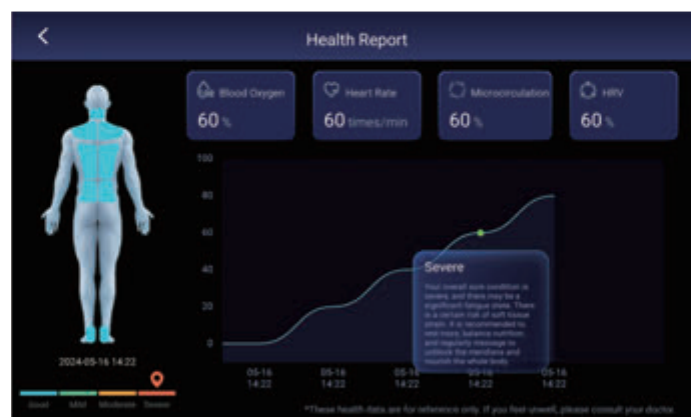 Health Report
Blood Oxygen
60 %
Heart Rate
60 times/min
Microcirculation
60 %
HRV
60 %
100
80
60
40
20
0
Severe
Your overall sore condition is
severe, and there may be a
significant fatigue state. There
is a certain risk of soft tissue
strain. It is recommended to
rest more, balance nutrition,
and regularly massage to
unblock the meridians and
nourish the whole body.
05-16
14:22
05-16
14:22
05-16
14:22
05-16
14:22
05-16
14:22
2024-05-16 14:22
Good
Mild
Moderate
Severe
*These health data are for reference only. If you feel unwell, please consult your doctor.